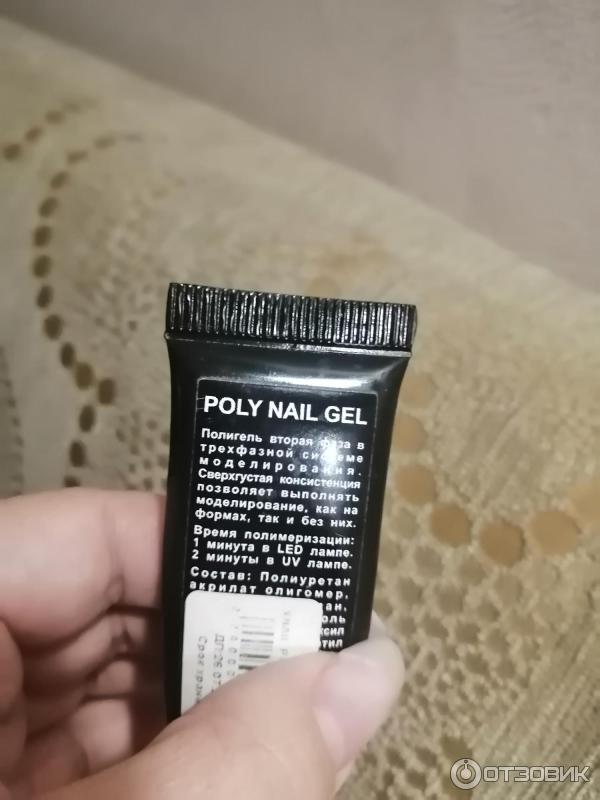 POLY NAIL GEL
Полигель вторая фаза в
трехфазной системе
моделирования.
Сверхгустая консистенция
позволяет выполнять
моделирование, как на
формах, так и без них.
Время полимеризации:
1 минута в LED лампе.
2 минуты в UV лампе.
Состав: Полиуретан
акрилат олигомер,
ОТЗОВИК